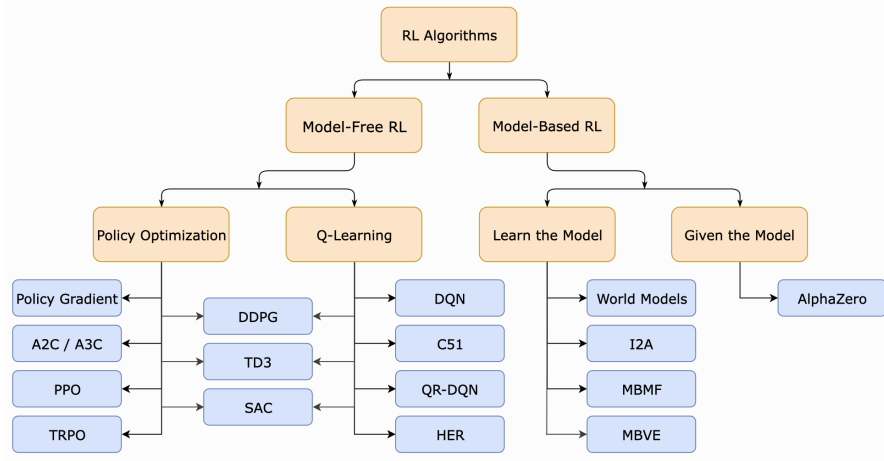 RL Algorithms
Model-Free RL
Model-Based RL
Policy Optimization
Q-Learning
Learn the Model
Given the Model
Policy Gradient
DDPG
DQN
World Models
AlphaZero
A2C / A3C
TD3
C51
I2A
PPO
SAC
QR-DQN
MBMF
TRPO
HER
MBVE